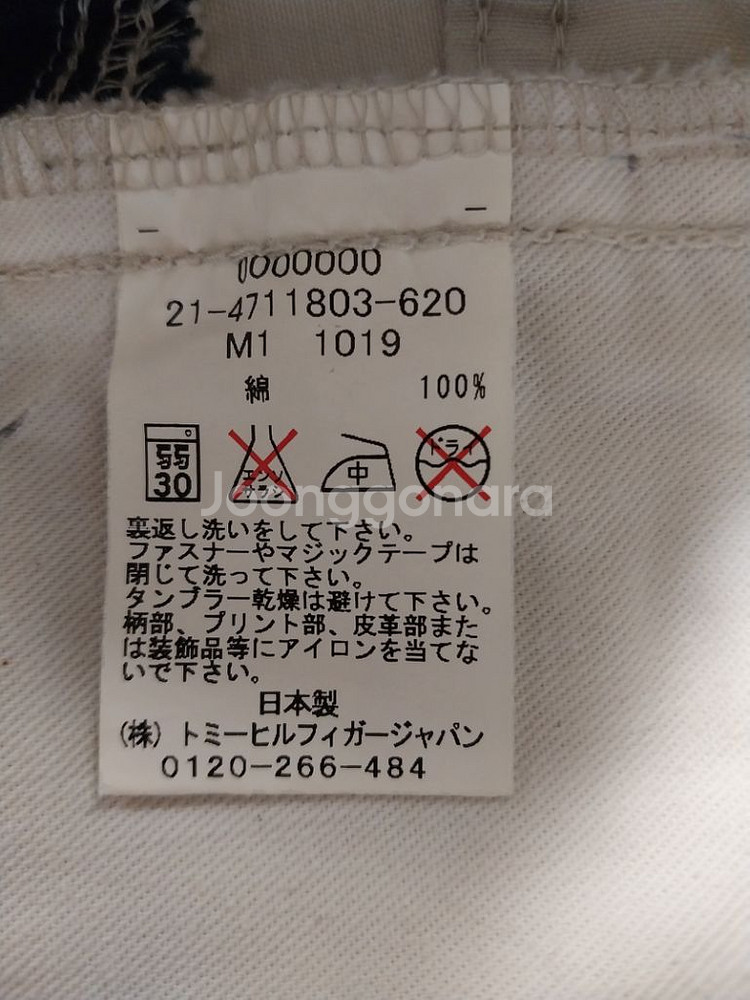 0000000
21-4711803-620
M1 1019
綿 100%
弱 30
エンソ サラシ
中
ドライ
Joonggonara
裏返し洗いをして下さい。
ファスナーやマジックテープは
閉じて洗って下さい。
タンブラー乾燥は避けて下さい。
柄部、プリント部、皮革部また
は装飾品等にアイロンを当てな
いで下さい。
日本製
(株)トミーヒルフィガージャパン
0120-266-484